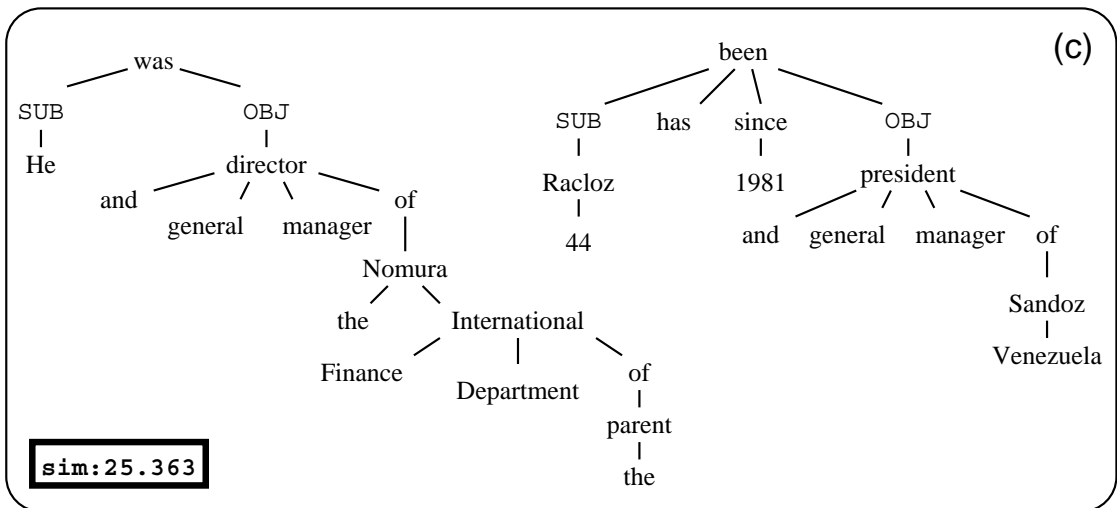 (c)
was been
SUB OBJ SUB has since OBJ
He director Racloz 1981 president
and general manager of 44 and general manager of
Nomura Sandoz
the International Venezuela
Finance Department of
parent
sim:25.363 the